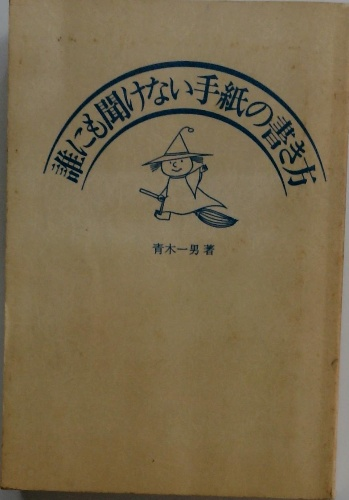 誰にも聞けない手紙の書き方
青木一男 著